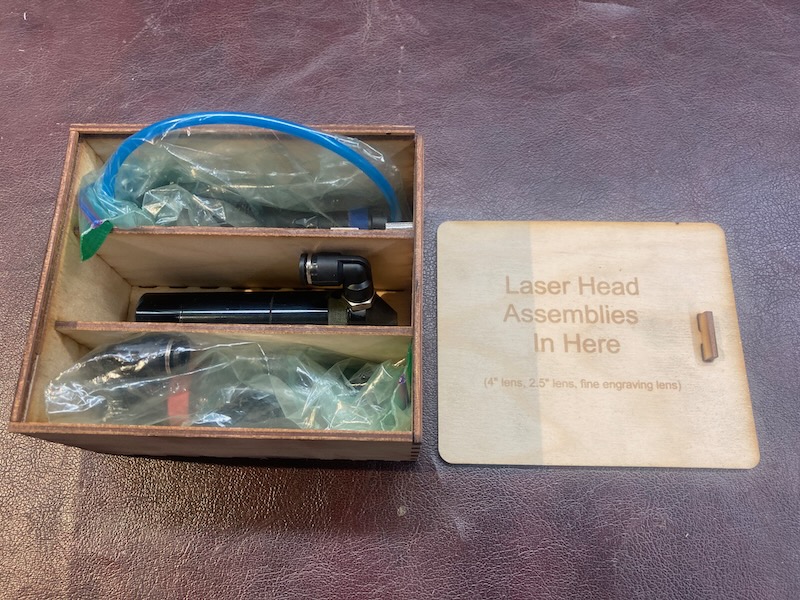 Laser Head
Assemblies
In Here
(4" lens, 2.5" lens, fine engraving lens)